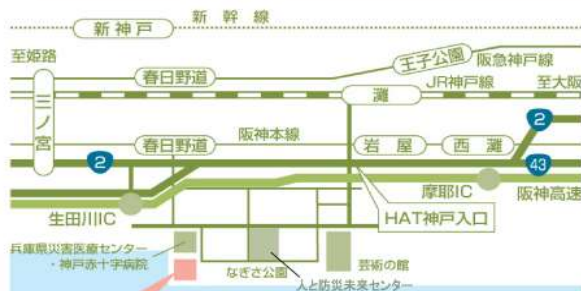 新幹線
新神戸
至姫路
王子公園
阪急神戸線
春日野道
JR神戸線
至大阪
三ノ宮
灘
2
春日野道
阪神本線
岩屋
西灘
2
43
生田川IC
摩耶IC
阪神高速
HAT神戸入口
兵庫県災害医療センター
・神戸赤十字病院
なぎさ公園
人と防災未来センター
芸術の館